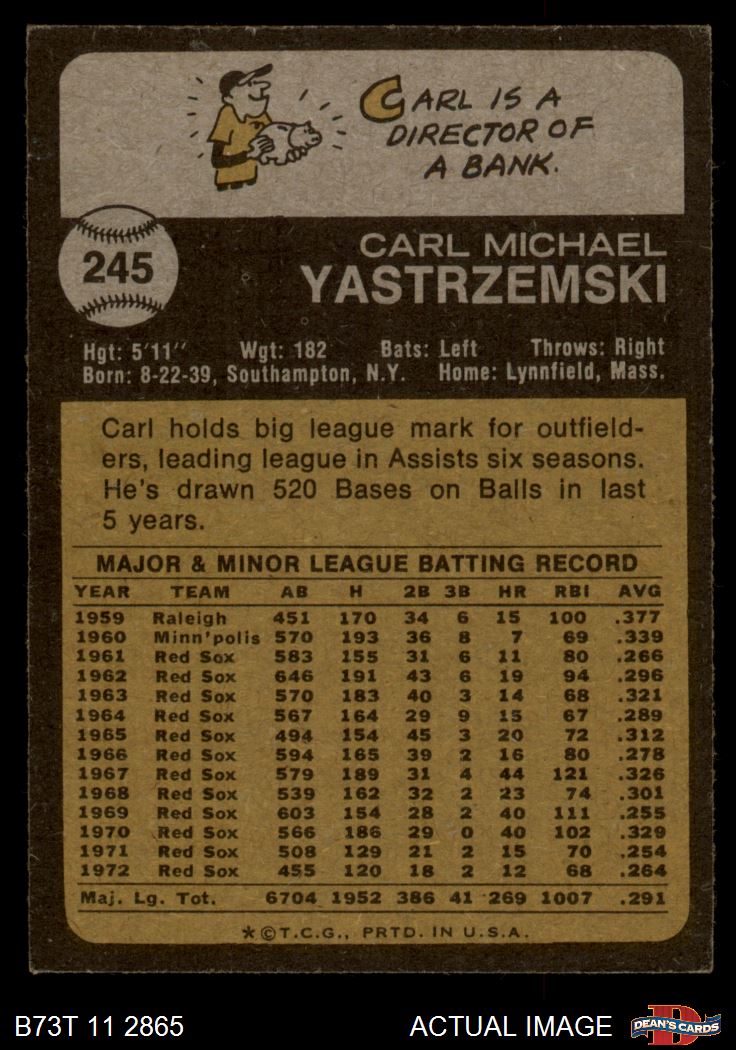 CARL IS A
DIRECTOR OF
A BANK.
245
CARL MICHAEL
YASTRZEMSKI
Hgt: 5'11" Wgt: 182 Bats: Left Throws: Right
Born: 8-22-39, Southampton, N.Y. Home: Lynnfield, Mass.
Carl holds big league mark for outfield-
ers, leading league in Assists six seasons.
He's drawn 520 Bases on Balls in last
5 years.
MAJOR & MINOR LEAGUE BATTING RECORD
YEAR TEAM AB H 2B 3B HR RBI AVG
1959 Raleigh 451 170 34 6 15 100 .377
1960 Minn'polis 570 193 36 8 7 69 .339
1961 Red Sox 583 155 31 6 11 80 .266
1962 Red Sox 646 191 43 6 19 94 .296
1963 Red Sox 570 183 40 3 14 68 .321
1964 Red Sox 567 164 29 9 15 67 .289
1965 Red Sox 494 154 45 3 20 72 .312
1966 Red Sox 594 165 39 2 16 80 .278
1967 Red Sox 579 189 31 4 44 121 .326
1968 Red Sox 539 162 32 2 23 74 .301
1969 Red Sox 603 154 28 2 40 111 .255
1970 Red Sox 566 186 29 0 40 102 .329
1971 Red Sox 508 129 21 2 15 70 .254
1972 Red Sox 455 120 18 2 12 68 .264
Maj. Lg. Tot. 6704 1952 386 41 269 1007 .291
*©T.C.G., PRTD. IN U.S.A.
B73T 11 2865 ACTUAL IMAGE DEAN'S CARDS